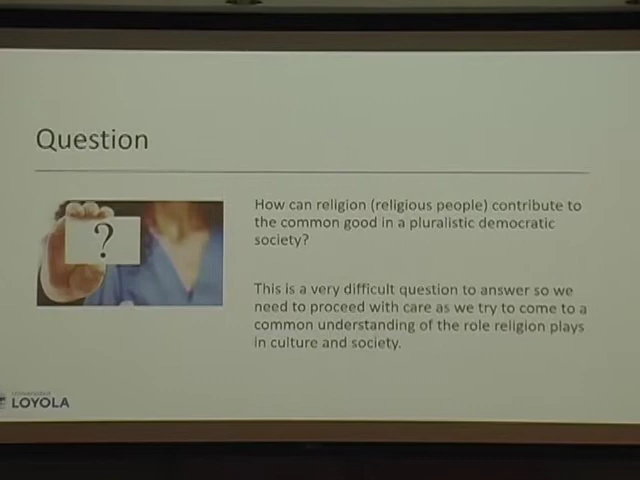 Question
?
How can religion (religious people) contribute to
the common good in a pluralistic democratic
society?
This is a very difficult question to answer so we
need to proceed with care as we try to come to a
common understanding of the role religion plays
in culture and society.
LOYOLA